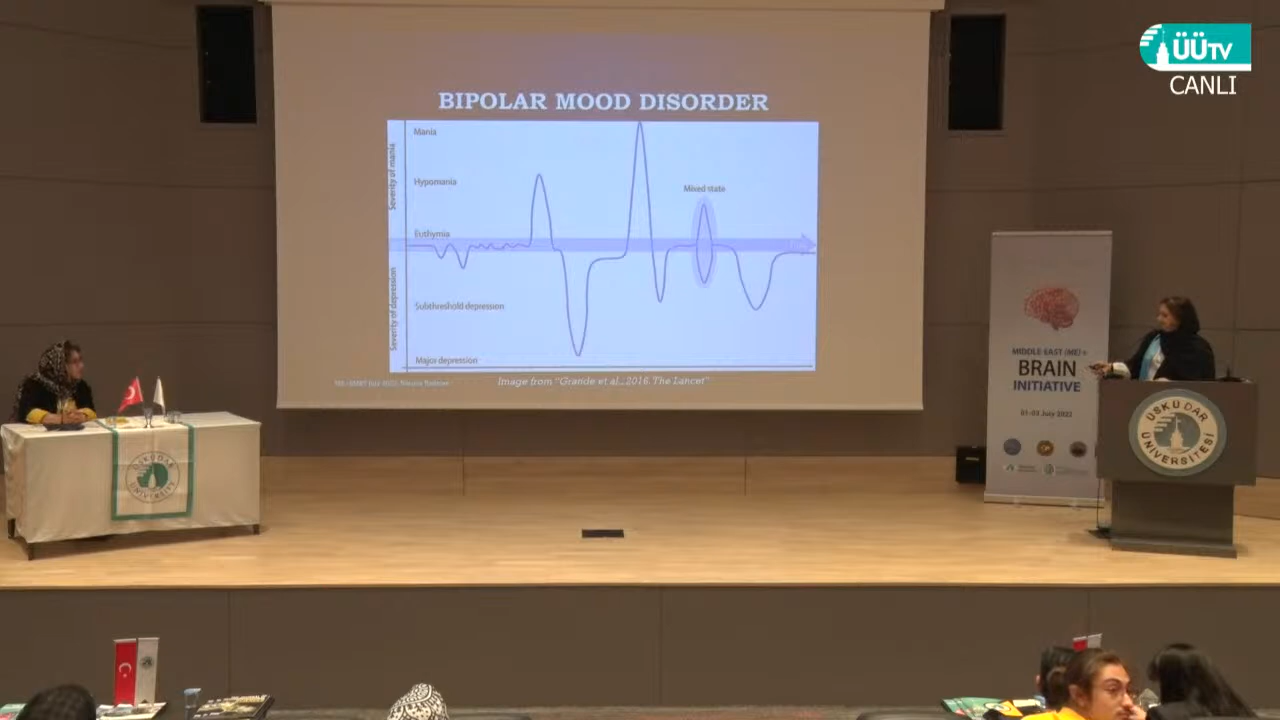 ÜÜTV
CANLI
BIPOLAR MOOD DISORDER
Severity of mania
Mania
Hypomania
Mixed state
Euthymia
Severity of depression
Subthreshold depression
Major depression
Image from "Grande et al., 2016. The Lancet"
MIDDLE EAST (ME)+
BRAIN
INITIATIVE
01-03 July 2022
ÜSKÜDAR
ÜNİVERSİTESİ
ÜSKÜDAR